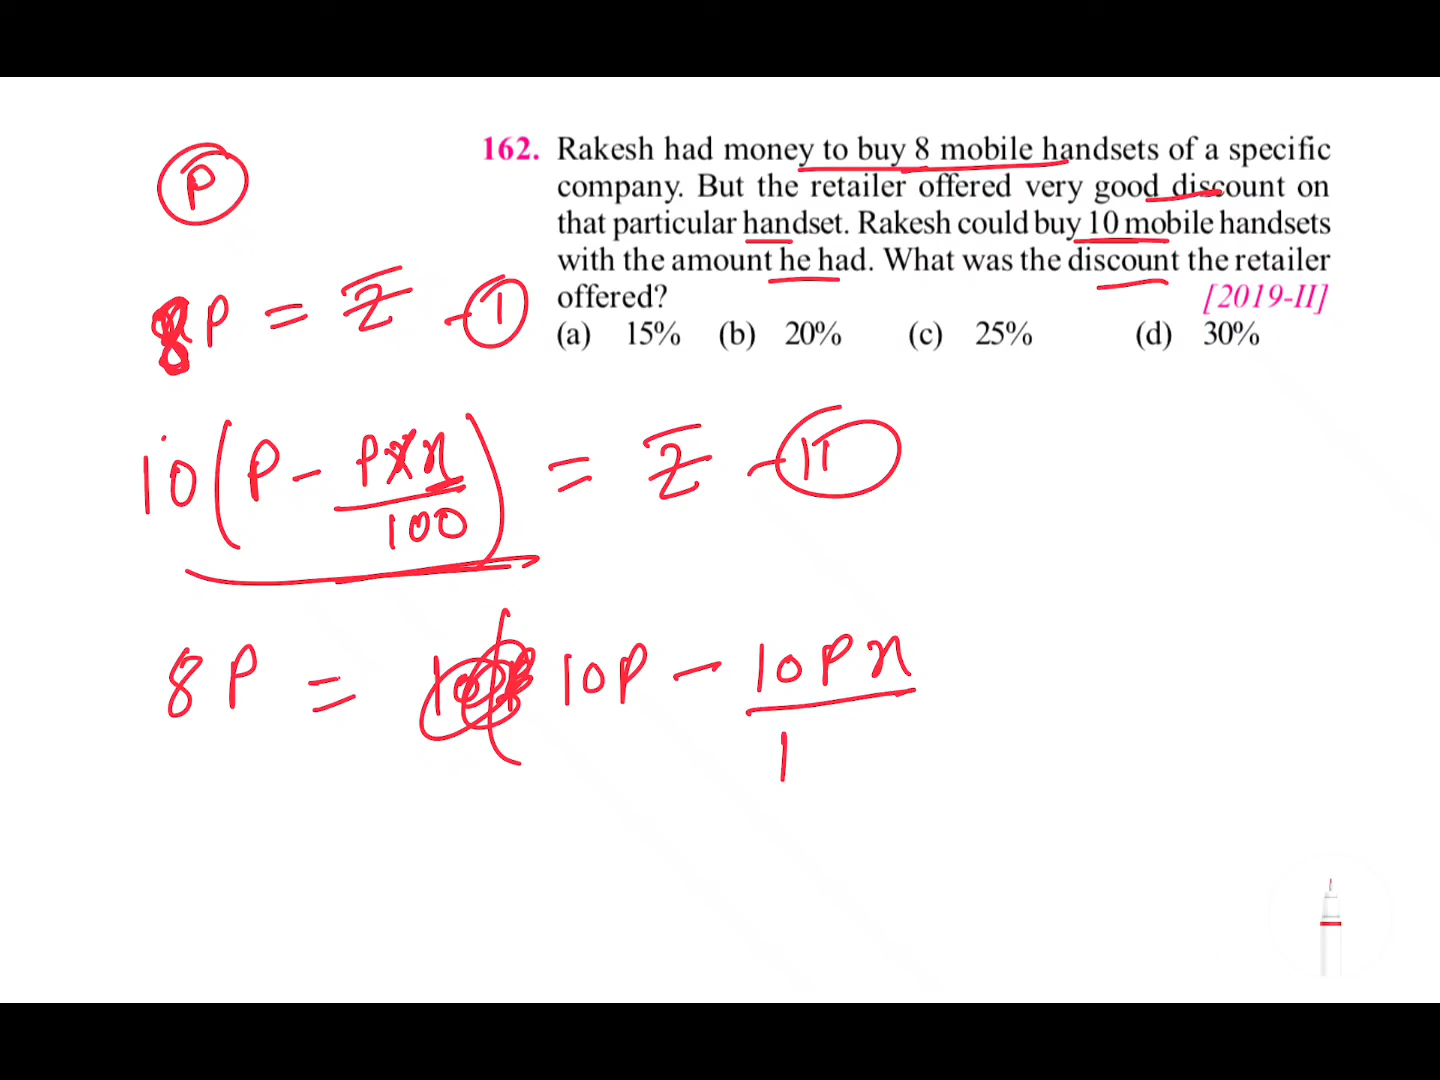 162. Rakesh had money to buy 8 mobile handsets of a specific
company. But the retailer offered very good discount on
that particular handset. Rakesh could buy 10 mobile handsets
with the amount he had. What was the discount the retailer
offered? [2019-II]
(a) 15% (b) 20% (c) 25% (d) 30%
P
8P = Z - I
10(P - P×x/100) = Z - II
8P = 10P - 10Px/1